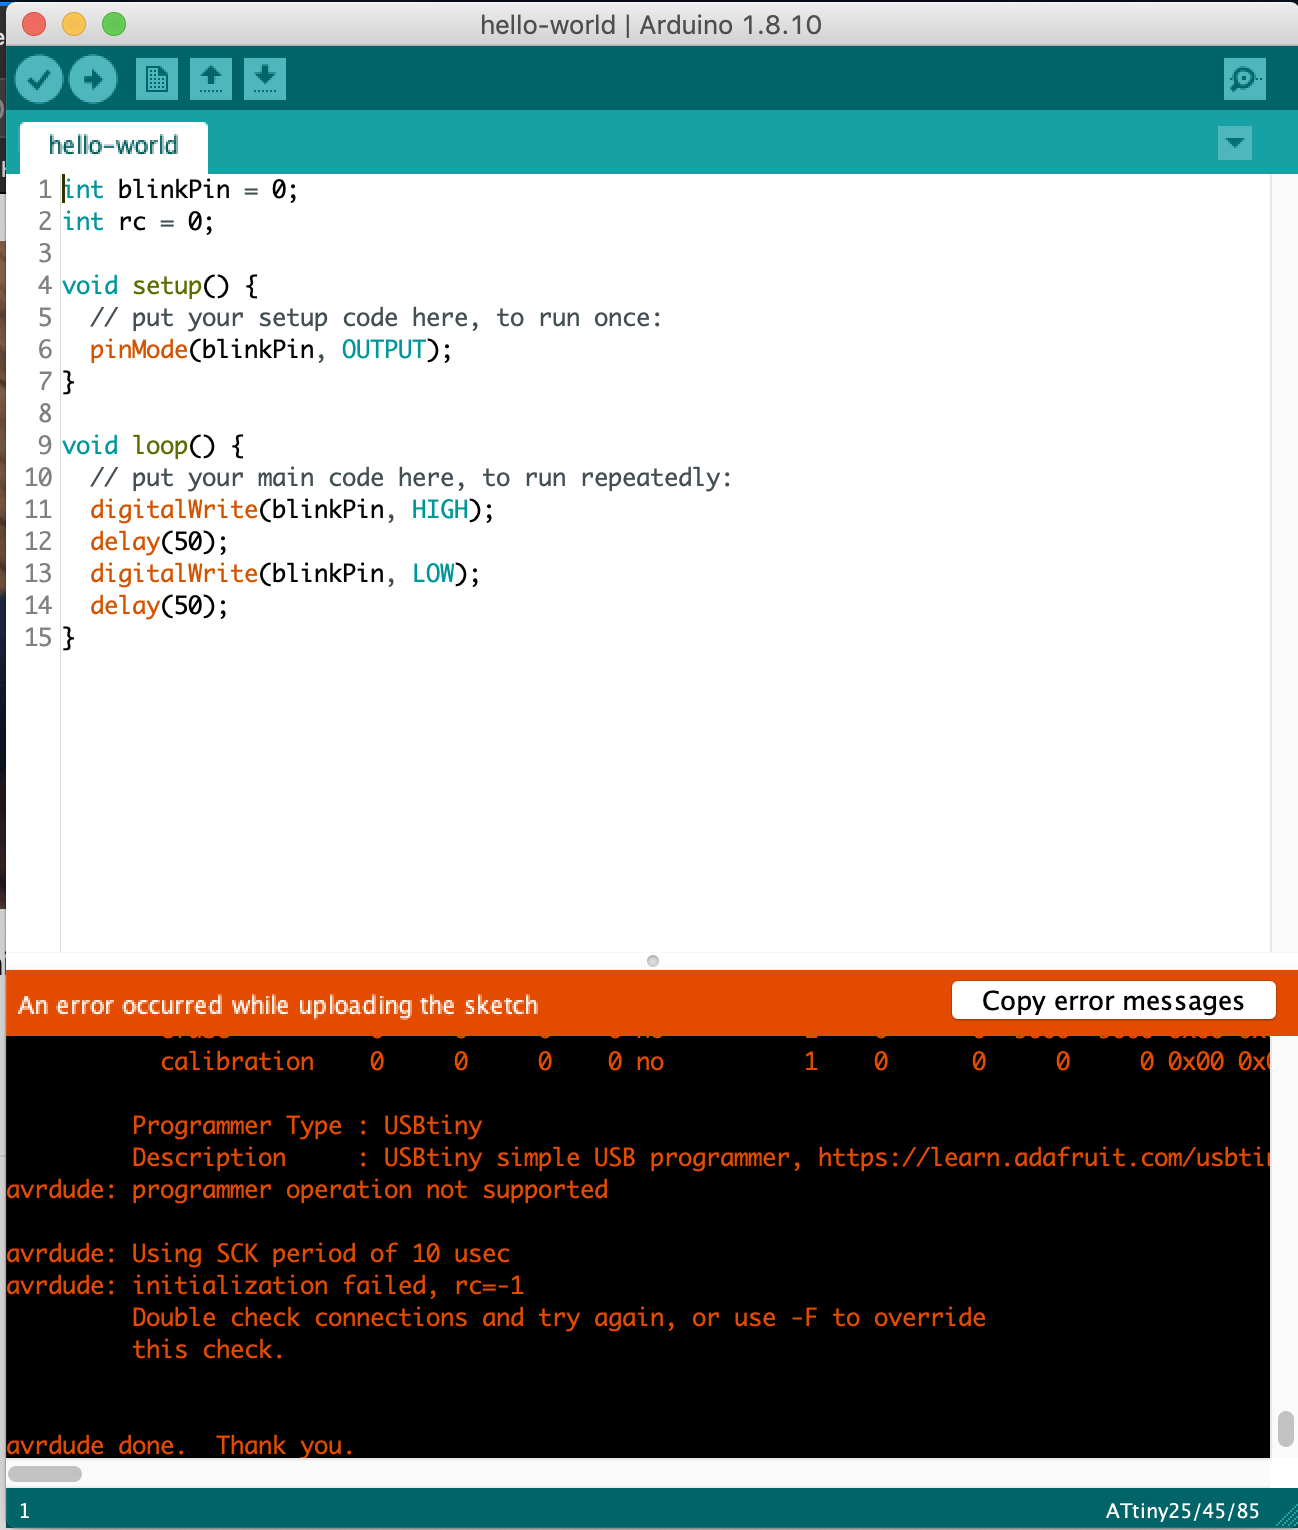 hello-world | Arduino 1.8.10
hello-world
1 int blinkPin = 0;
2 int rc = 0;
3
4 void setup() {
5 // put your setup code here, to run once:
6 pinMode(blinkPin, OUTPUT);
7 }
8
9 void loop() {
10 // put your main code here, to run repeatedly:
11 digitalWrite(blinkPin, HIGH);
12 delay(50);
13 digitalWrite(blinkPin, LOW);
14 delay(50);
15 }
An error occurred while uploading the sketch
Copy error messages
calibration 0 0 0 0 no 1 0 0 0 0 0x00
Programmer Type : USBtiny
Description : USBtiny simple USB programmer, https://learn.adafruit.com/usbti
avrdude: programmer operation not supported
avrdude: Using SCK period of 10 usec
avrdude: initialization failed, rc=-1
Double check connections and try again, or use -F to override
this check.
avrdude done. Thank you.
1
ATtiny25/45/85